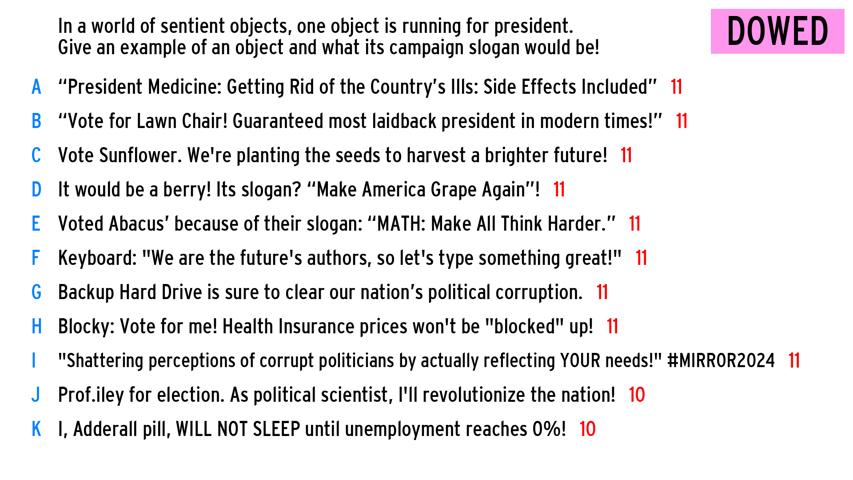 In a world of sentient objects, one object is running for president.
Give an example of an object and what its campaign slogan would be!
DOWED
A “President Medicine: Getting Rid of the Country’s Ills: Side Effects Included” 11
B “Vote for Lawn Chair! Guaranteed most laidback president in modern times!” 11
C Vote Sunflower. We're planting the seeds to harvest a brighter future! 11
D It would be a berry! Its slogan? “Make America Grape Again”! 11
E Voted Abacus’ because of their slogan: “MATH: Make All Think Harder.” 11
F Keyboard: "We are the future's authors, so let's type something great!" 11
G Backup Hard Drive is sure to clear our nation’s political corruption. 11
H Blocky: Vote for me! Health Insurance prices won't be "blocked" up! 11
I "Shattering perceptions of corrupt politicians by actually reflecting YOUR needs!" #MIRROR2024 11
J Prof.iley for election. As political scientist, I'll revolutionize the nation! 10
K I, Adderall pill, WILL NOT SLEEP until unemployment reaches 0%! 10